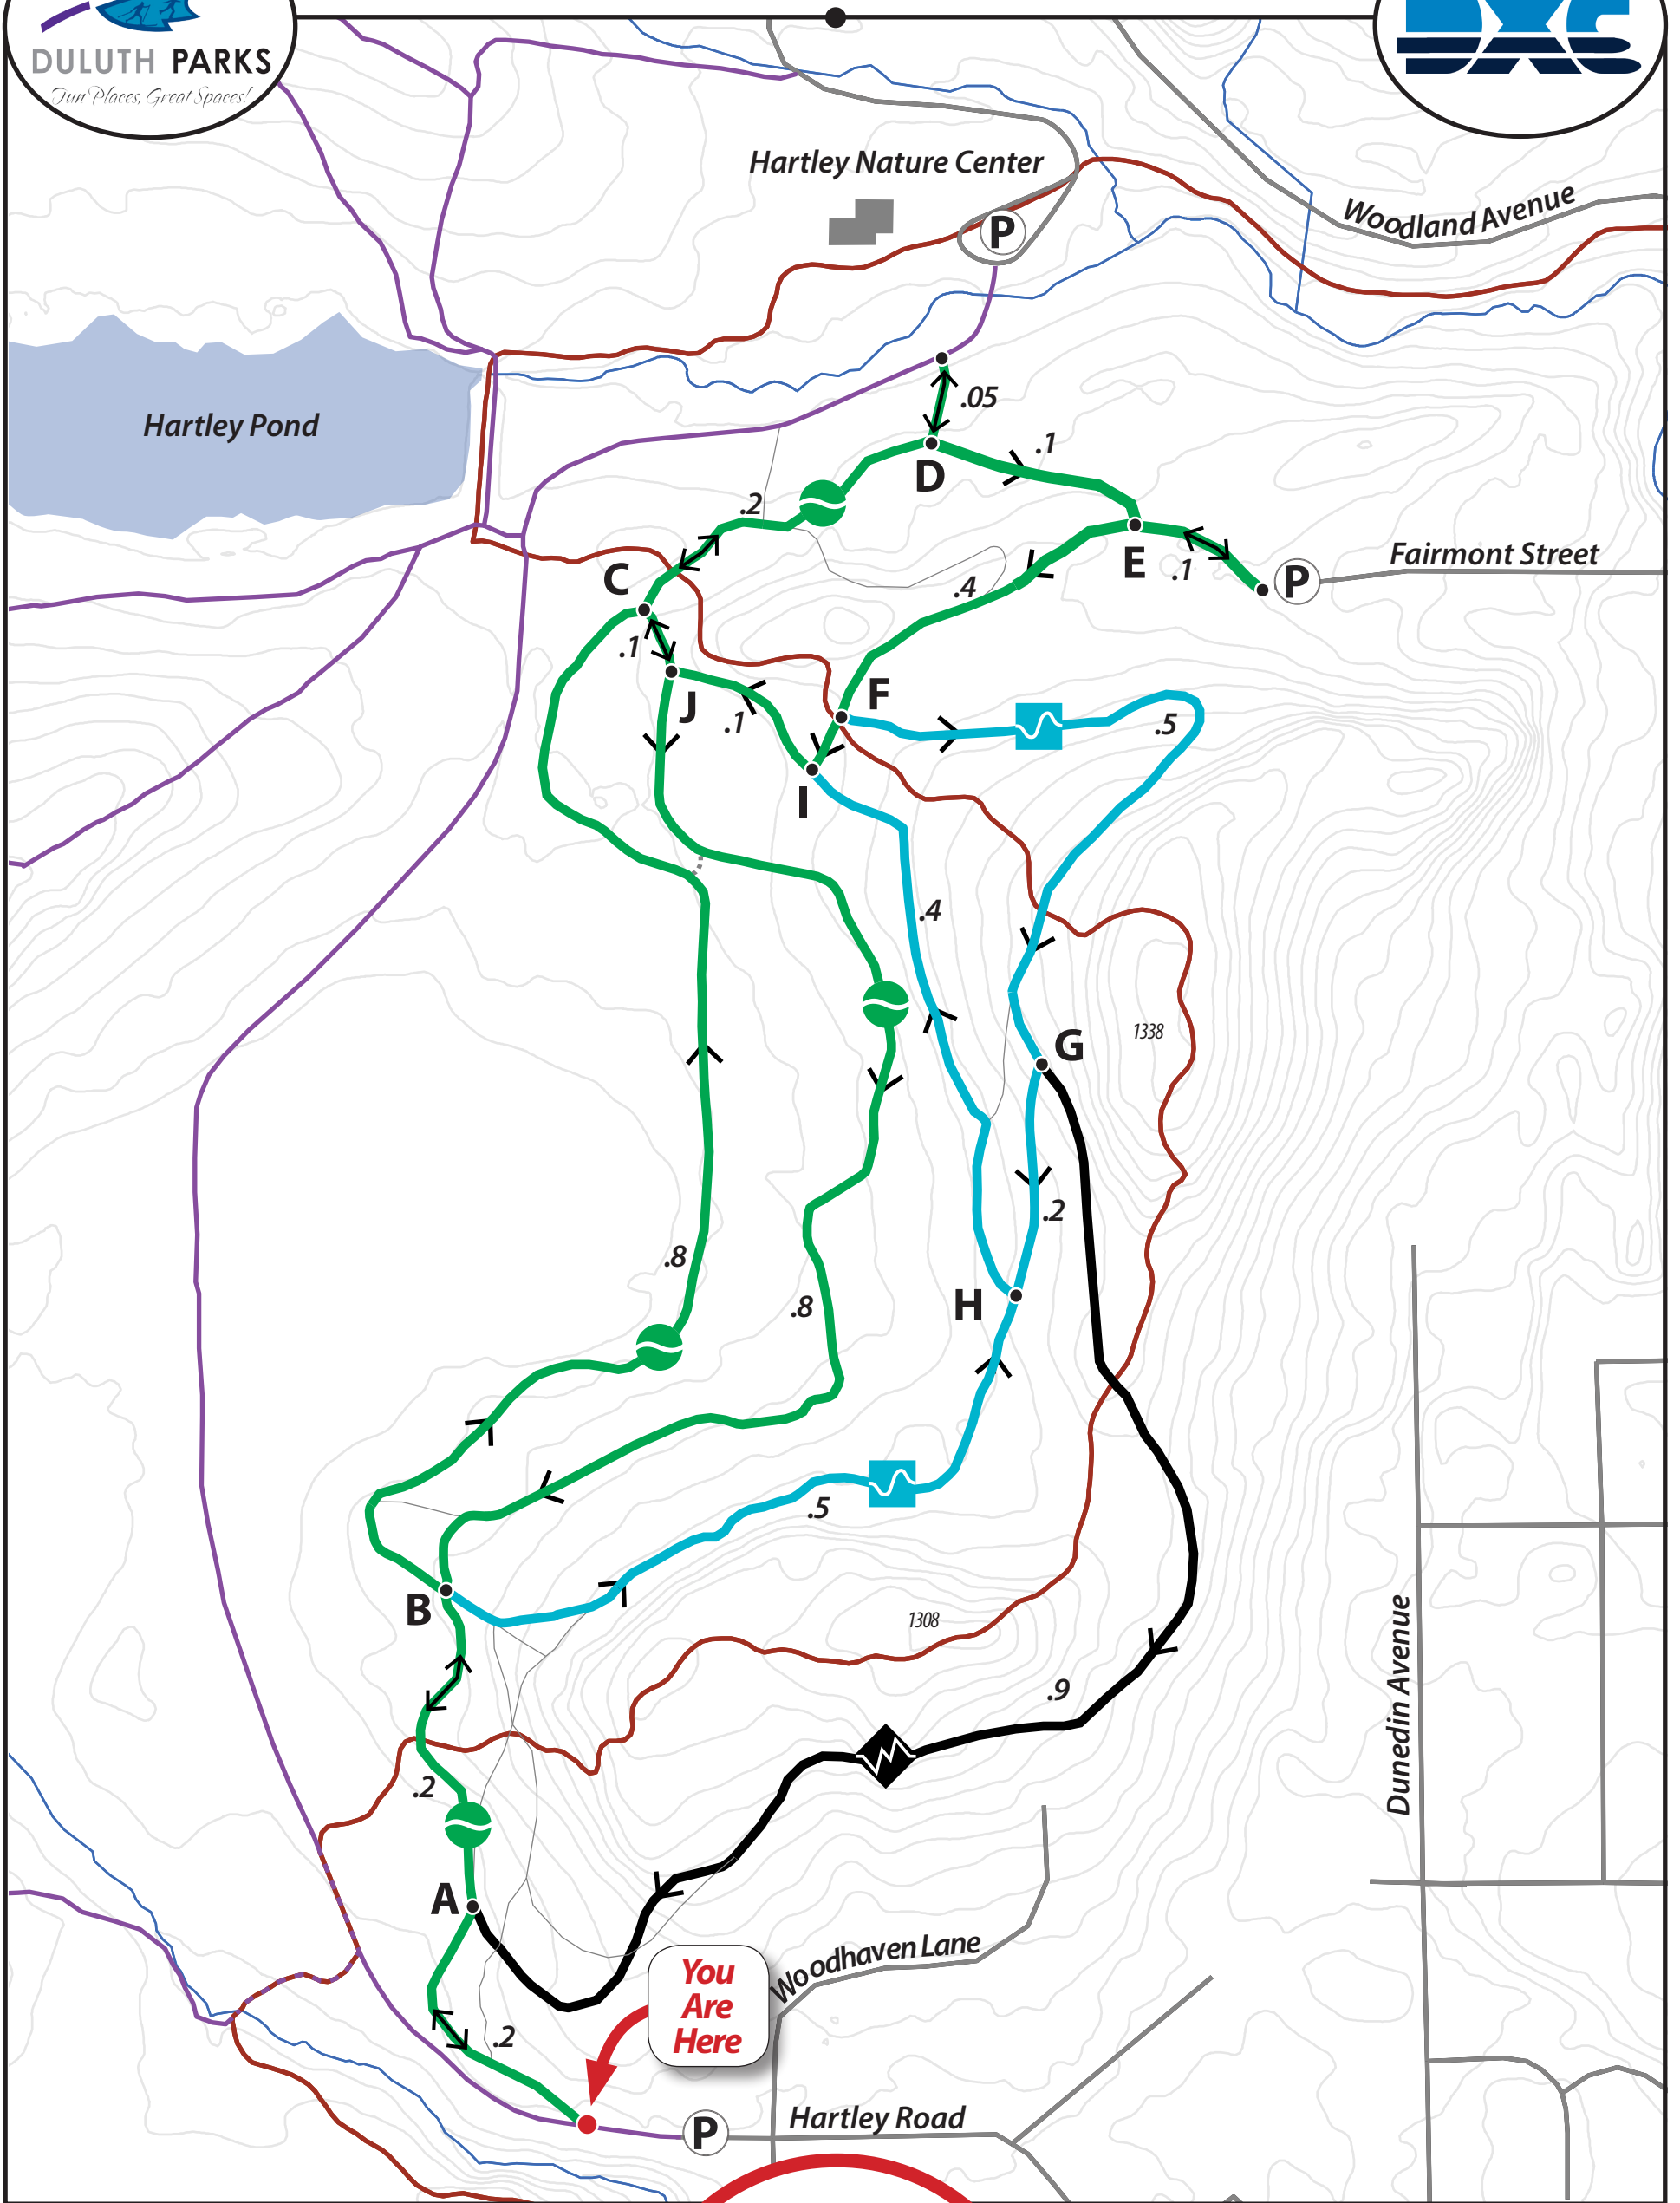 DULUTH PARKS
Fun Places, Great Spaces!
DXC
Hartley Nature Center
P
Woodland Avenue
Hartley Pond
.05
.1
D
.2
E
.1
P
Fairmont Street
C
.4
.1
J
.1
F
.5
I
.4
G
1338
.2
.8
H
.8
.5
B
1308
.9
Dunedin Avenue
.2
A
Woodhaven Lane
You
Are
Here
.2
Hartley Road
P